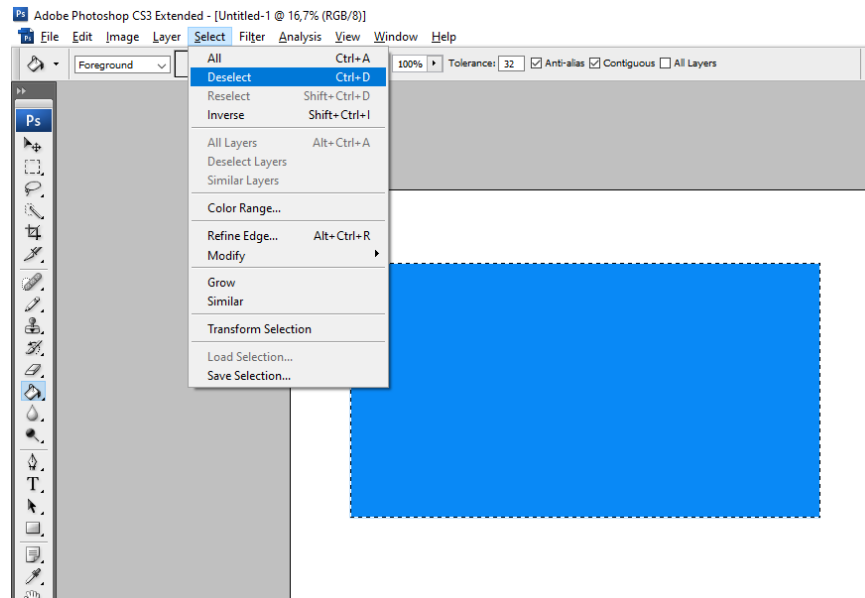 Ps Adobe Photoshop CS3 Extended - [Untitled-1 @ 16,7% (RGB/8)]
Ps File Edit Image Layer Select Filter Analysis View Window Help
Foreground 100% Tolerance: 32 Anti-alias Contiguous All Layers
Ps
All Ctrl+A
Deselect Ctrl+D
Reselect Shift+Ctrl+D
Inverse Shift+Ctrl+I
All Layers Alt+Ctrl+A
Deselect Layers
Similar Layers
Color Range...
Refine Edge... Alt+Ctrl+R
Modify
Grow
Similar
Transform Selection
Load Selection...
Save Selection...
T